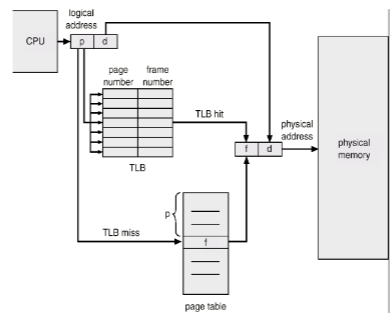 logical
address
CPU
p d
page
number
frame
number
TLB hit
TLB
physical
address
f d
physical
memory
p
f
TLB miss
page table